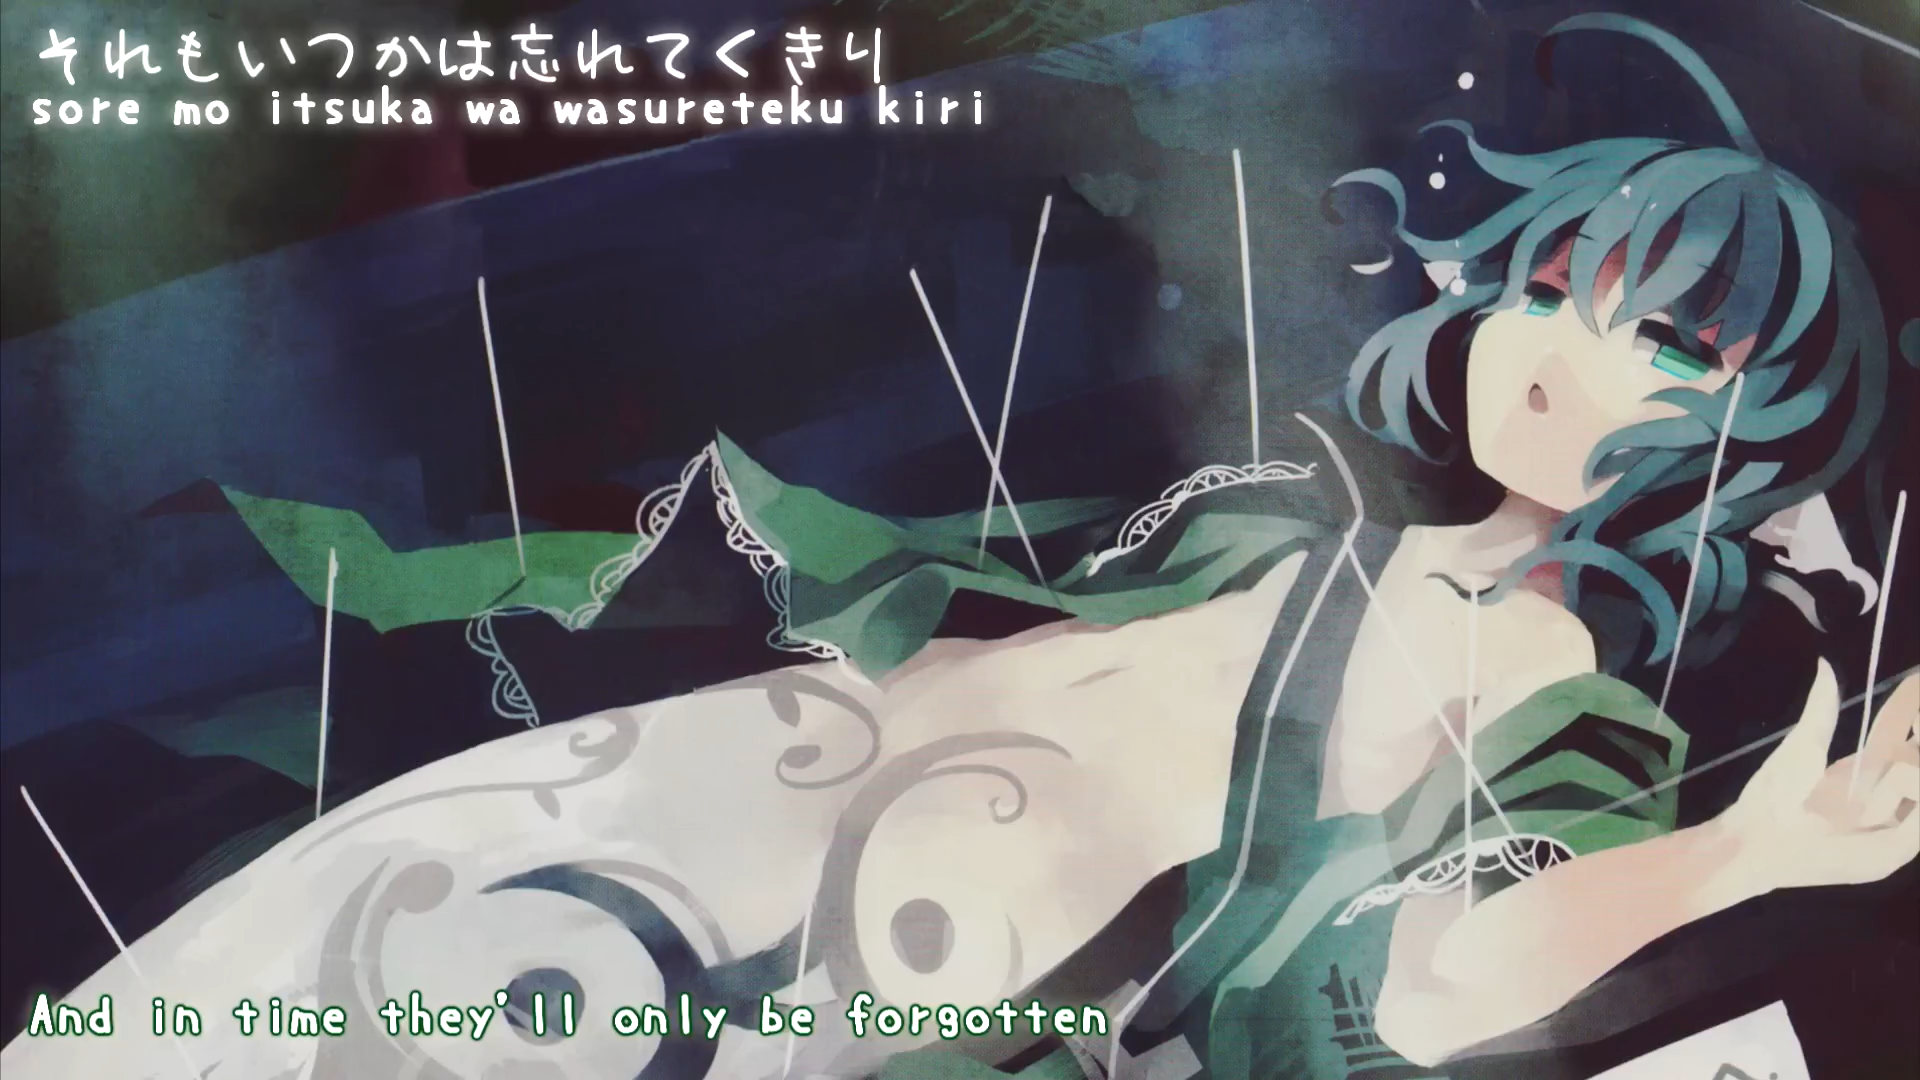 それもいつかは忘れてくきり
sore mo itsuka wa wasureteku kiri
And in time they'll only be forgotten